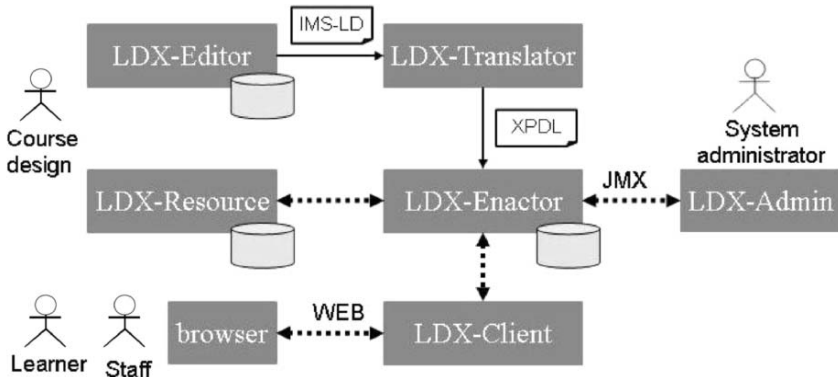 IMS-LD
LDX-Editor
LDX-Translator
Course
design
XPDL
System
administrator
LDX-Resource
LDX-Enactor
JMX
LDX-Admin
Learner
Staff
browser
WEB
LDX-Client